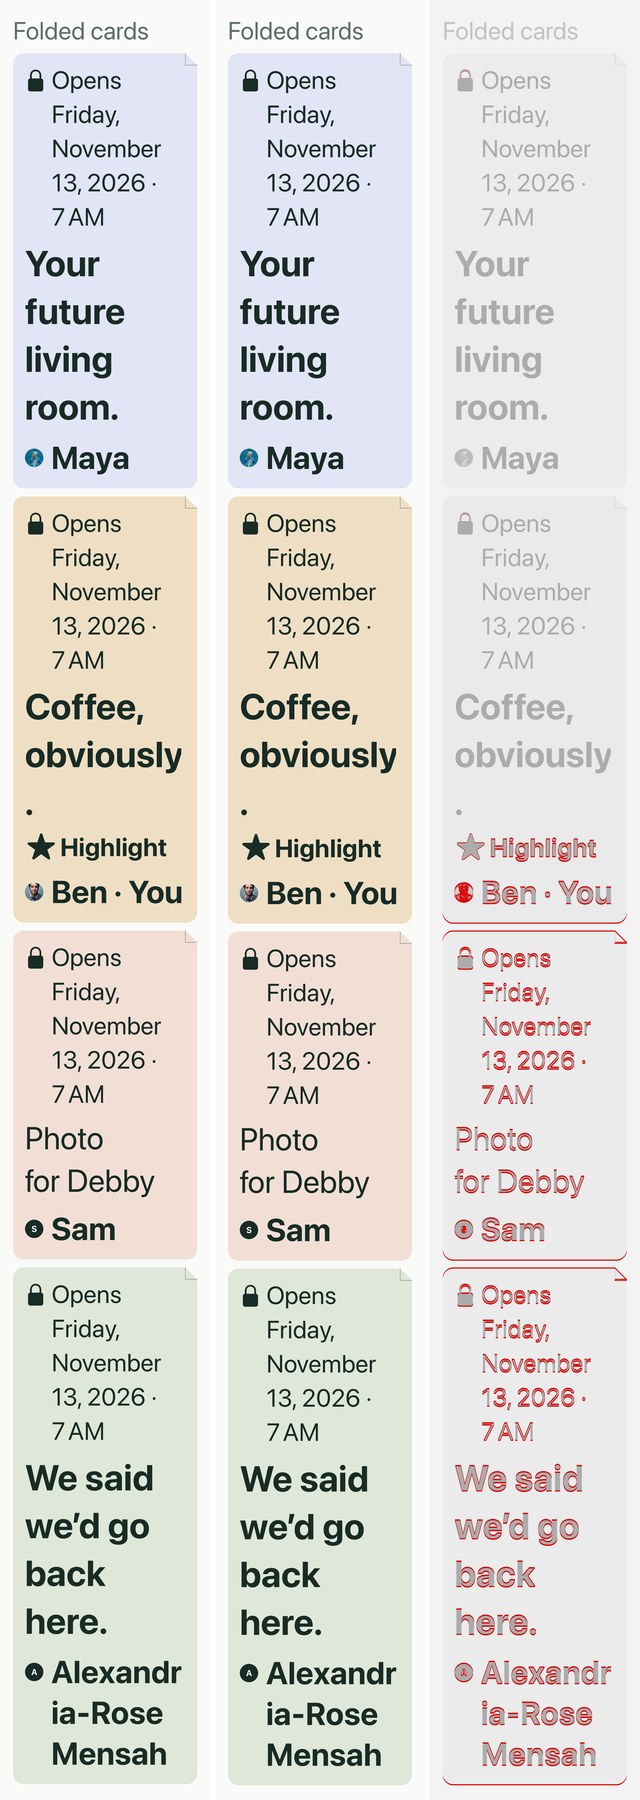 Folded cards
Opens
Friday,
November
13, 2026 ·
7 AM
Your
future
living
room.
Maya
Opens
Friday,
November
13, 2026 ·
7 AM
Coffee,
obviously
.
Highlight
Ben · You
Opens
Friday,
November
13, 2026 ·
7 AM
Photo
for Debby
S
Sam
Opens
Friday,
November
13, 2026 ·
7 AM
We said
we’d go
back
here.
A
Alexandr
ia-Rose
Mensah
Folded cards
Opens
Friday,
November
13, 2026 ·
7 AM
Your
future
living
room.
Maya
Opens
Friday,
November
13, 2026 ·
7 AM
Coffee,
obviously
.
Highlight
Ben · You
Opens
Friday,
November
13, 2026 ·
7 AM
Photo
for Debby
S
Sam
Opens
Friday,
November
13, 2026 ·
7 AM
We said
we’d go
back
here.
A
Alexandr
ia-Rose
Mensah
Folded cards
Opens
Friday,
November
13, 2026 ·
7 AM
Your
future
living
room.
Maya
Opens
Friday,
November
13, 2026 ·
7 AM
Coffee,
obviously
.
Highlight
Ben · You
Opens
Friday,
November
13, 2026 ·
7 AM
Photo
for Debby
S
Sam
Opens
Friday,
November
13, 2026 ·
7 AM
We said
we’d go
back
here.
A
Alexandr
ia-Rose
Mensah